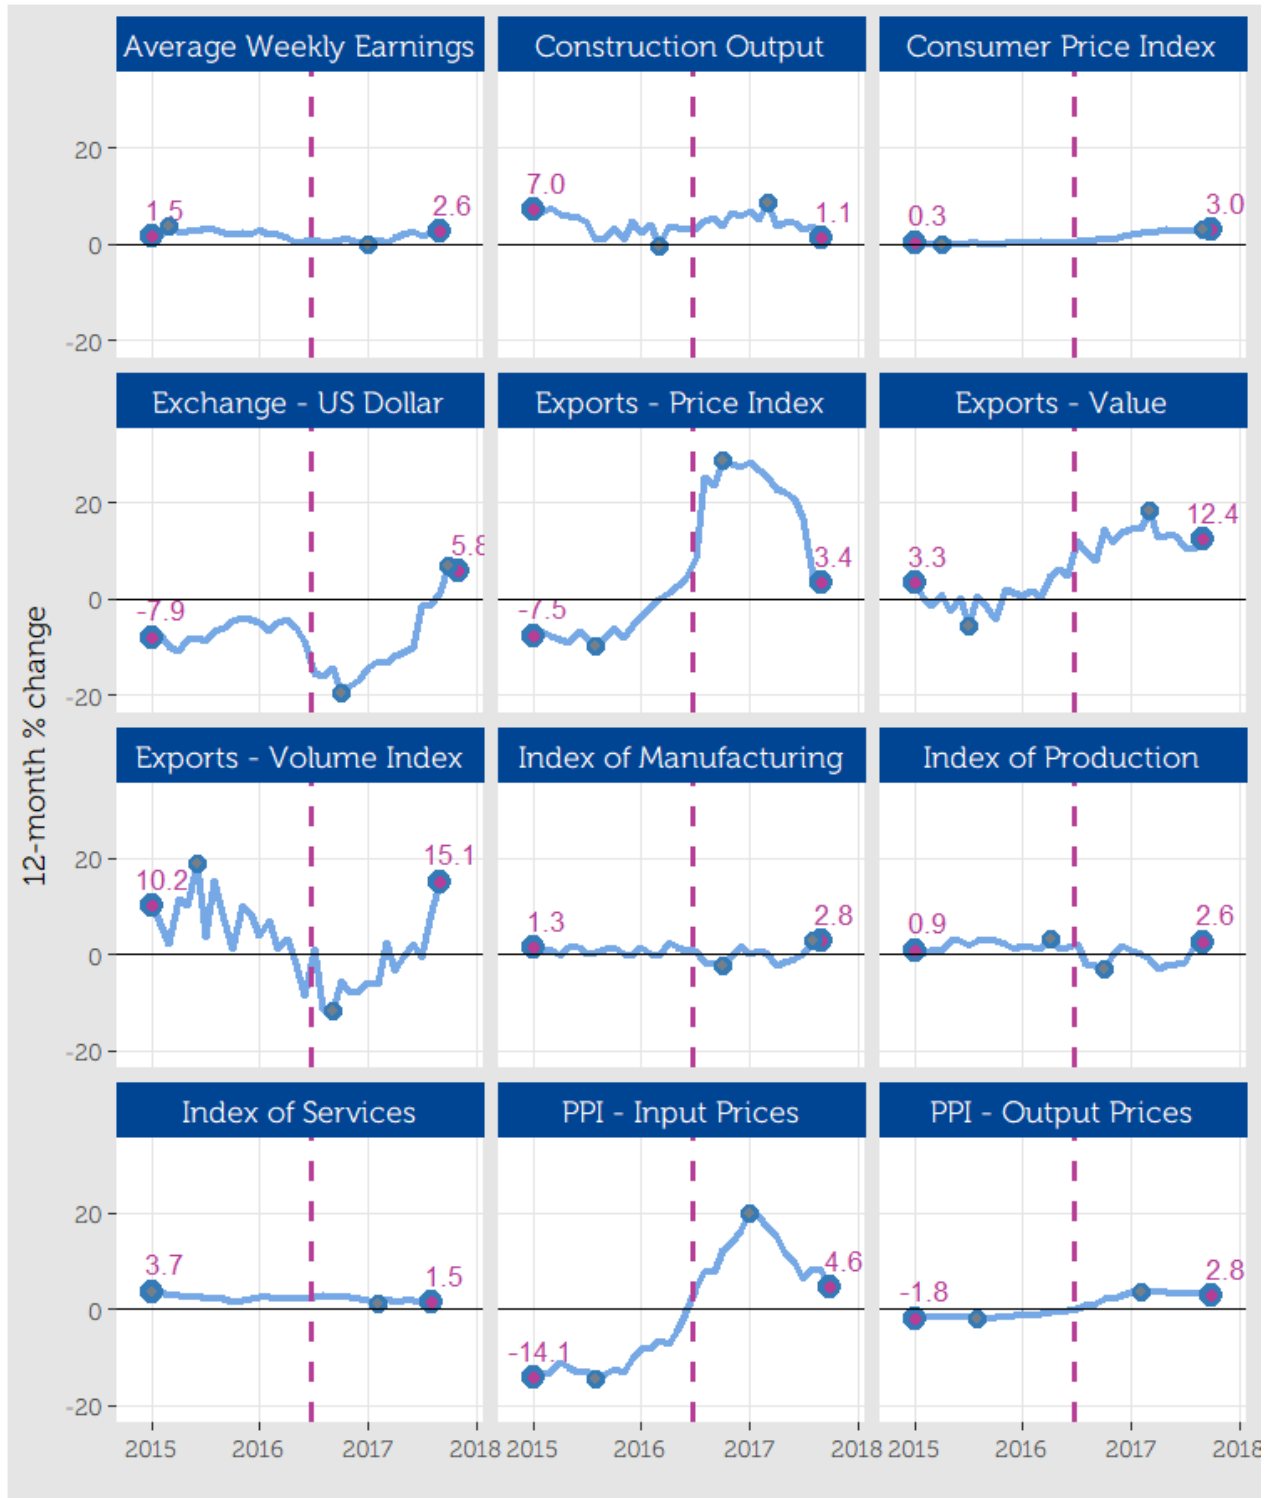 Average Weekly Earnings
Construction Output
Consumer Price Index
20
0
-20
1.5
2.6
7.0
1.1
0.3
3.0
Exchange - US Dollar
Exports - Price Index
Exports - Value
20
0
-20
-7.9
5.8
-7.5
3.4
3.3
12.4
12-month % change
Exports - Volume Index
Index of Manufacturing
Index of Production
20
0
-20
10.2
15.1
1.3
2.8
0.9
2.6
Index of Services
PPI - Input Prices
PPI - Output Prices
20
0
-20
3.7
1.5
-14.1
4.6
-1.8
2.8
2015 2016 2017 2018 2015 2016 2017 2018 2015 2016 2017 2018